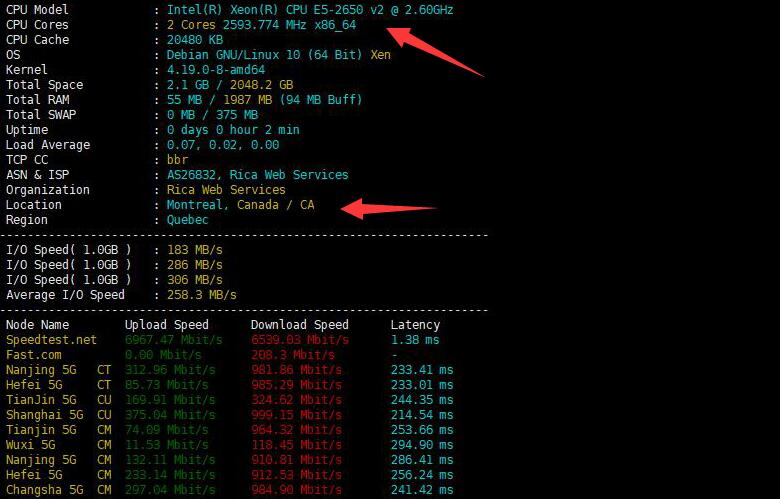 CPU Model : Intel(R) Xeon(R) CPU E5-2650 v2 @ 2.60GHz
CPU Cores : 2 Cores 2593.774 MHz x86_64
CPU Cache : 20480 KB
OS : Debian GNU/Linux 10 (64 Bit) Xen
Kernel : 4.19.0-8-amd64
Total Space : 2.1 GB / 2048.2 GB
Total RAM : 55 MB / 1987 MB (94 MB Buff)
Total SWAP : 0 MB / 375 MB
Uptime : 0 days 0 hour 2 min
Load Average : 0.07, 0.02, 0.00
TCP CC : bbr
ASN & ISP : AS26832, Rica Web Services
Organization : Rica Web Services
Location : Montreal, Canada / CA
Region : Quebec
----------------------------------------------------------------------
I/O Speed( 1.0GB ) : 183 MB/s
I/O Speed( 1.0GB ) : 286 MB/s
I/O Speed( 1.0GB ) : 306 MB/s
Average I/O Speed : 258.3 MB/s
----------------------------------------------------------------------
Node Name Upload Speed Download Speed Latency
Speedtest.net 6967.47 Mbit/s 6539.03 Mbit/s 1.38 ms
Fast.com 0.00 Mbit/s 208.3 Mbit/s -
Nanjing 5G CT 312.96 Mbit/s 981.86 Mbit/s 233.41 ms
Hefei 5G CT 85.73 Mbit/s 985.29 Mbit/s 233.01 ms
TianJin 5G CU 169.91 Mbit/s 324.62 Mbit/s 244.35 ms
Shanghai 5G CU 375.04 Mbit/s 999.15 Mbit/s 214.54 ms
Tianjin 5G CM 74.09 Mbit/s 964.32 Mbit/s 253.66 ms
Wuxi 5G CM 11.53 Mbit/s 118.45 Mbit/s 294.90 ms
Nanjing 5G CM 132.11 Mbit/s 910.81 Mbit/s 286.41 ms
Hefei 5G CM 233.14 Mbit/s 912.53 Mbit/s 256.24 ms
Changsha 5G CM 297.04 Mbit/s 984.90 Mbit/s 241.42 ms